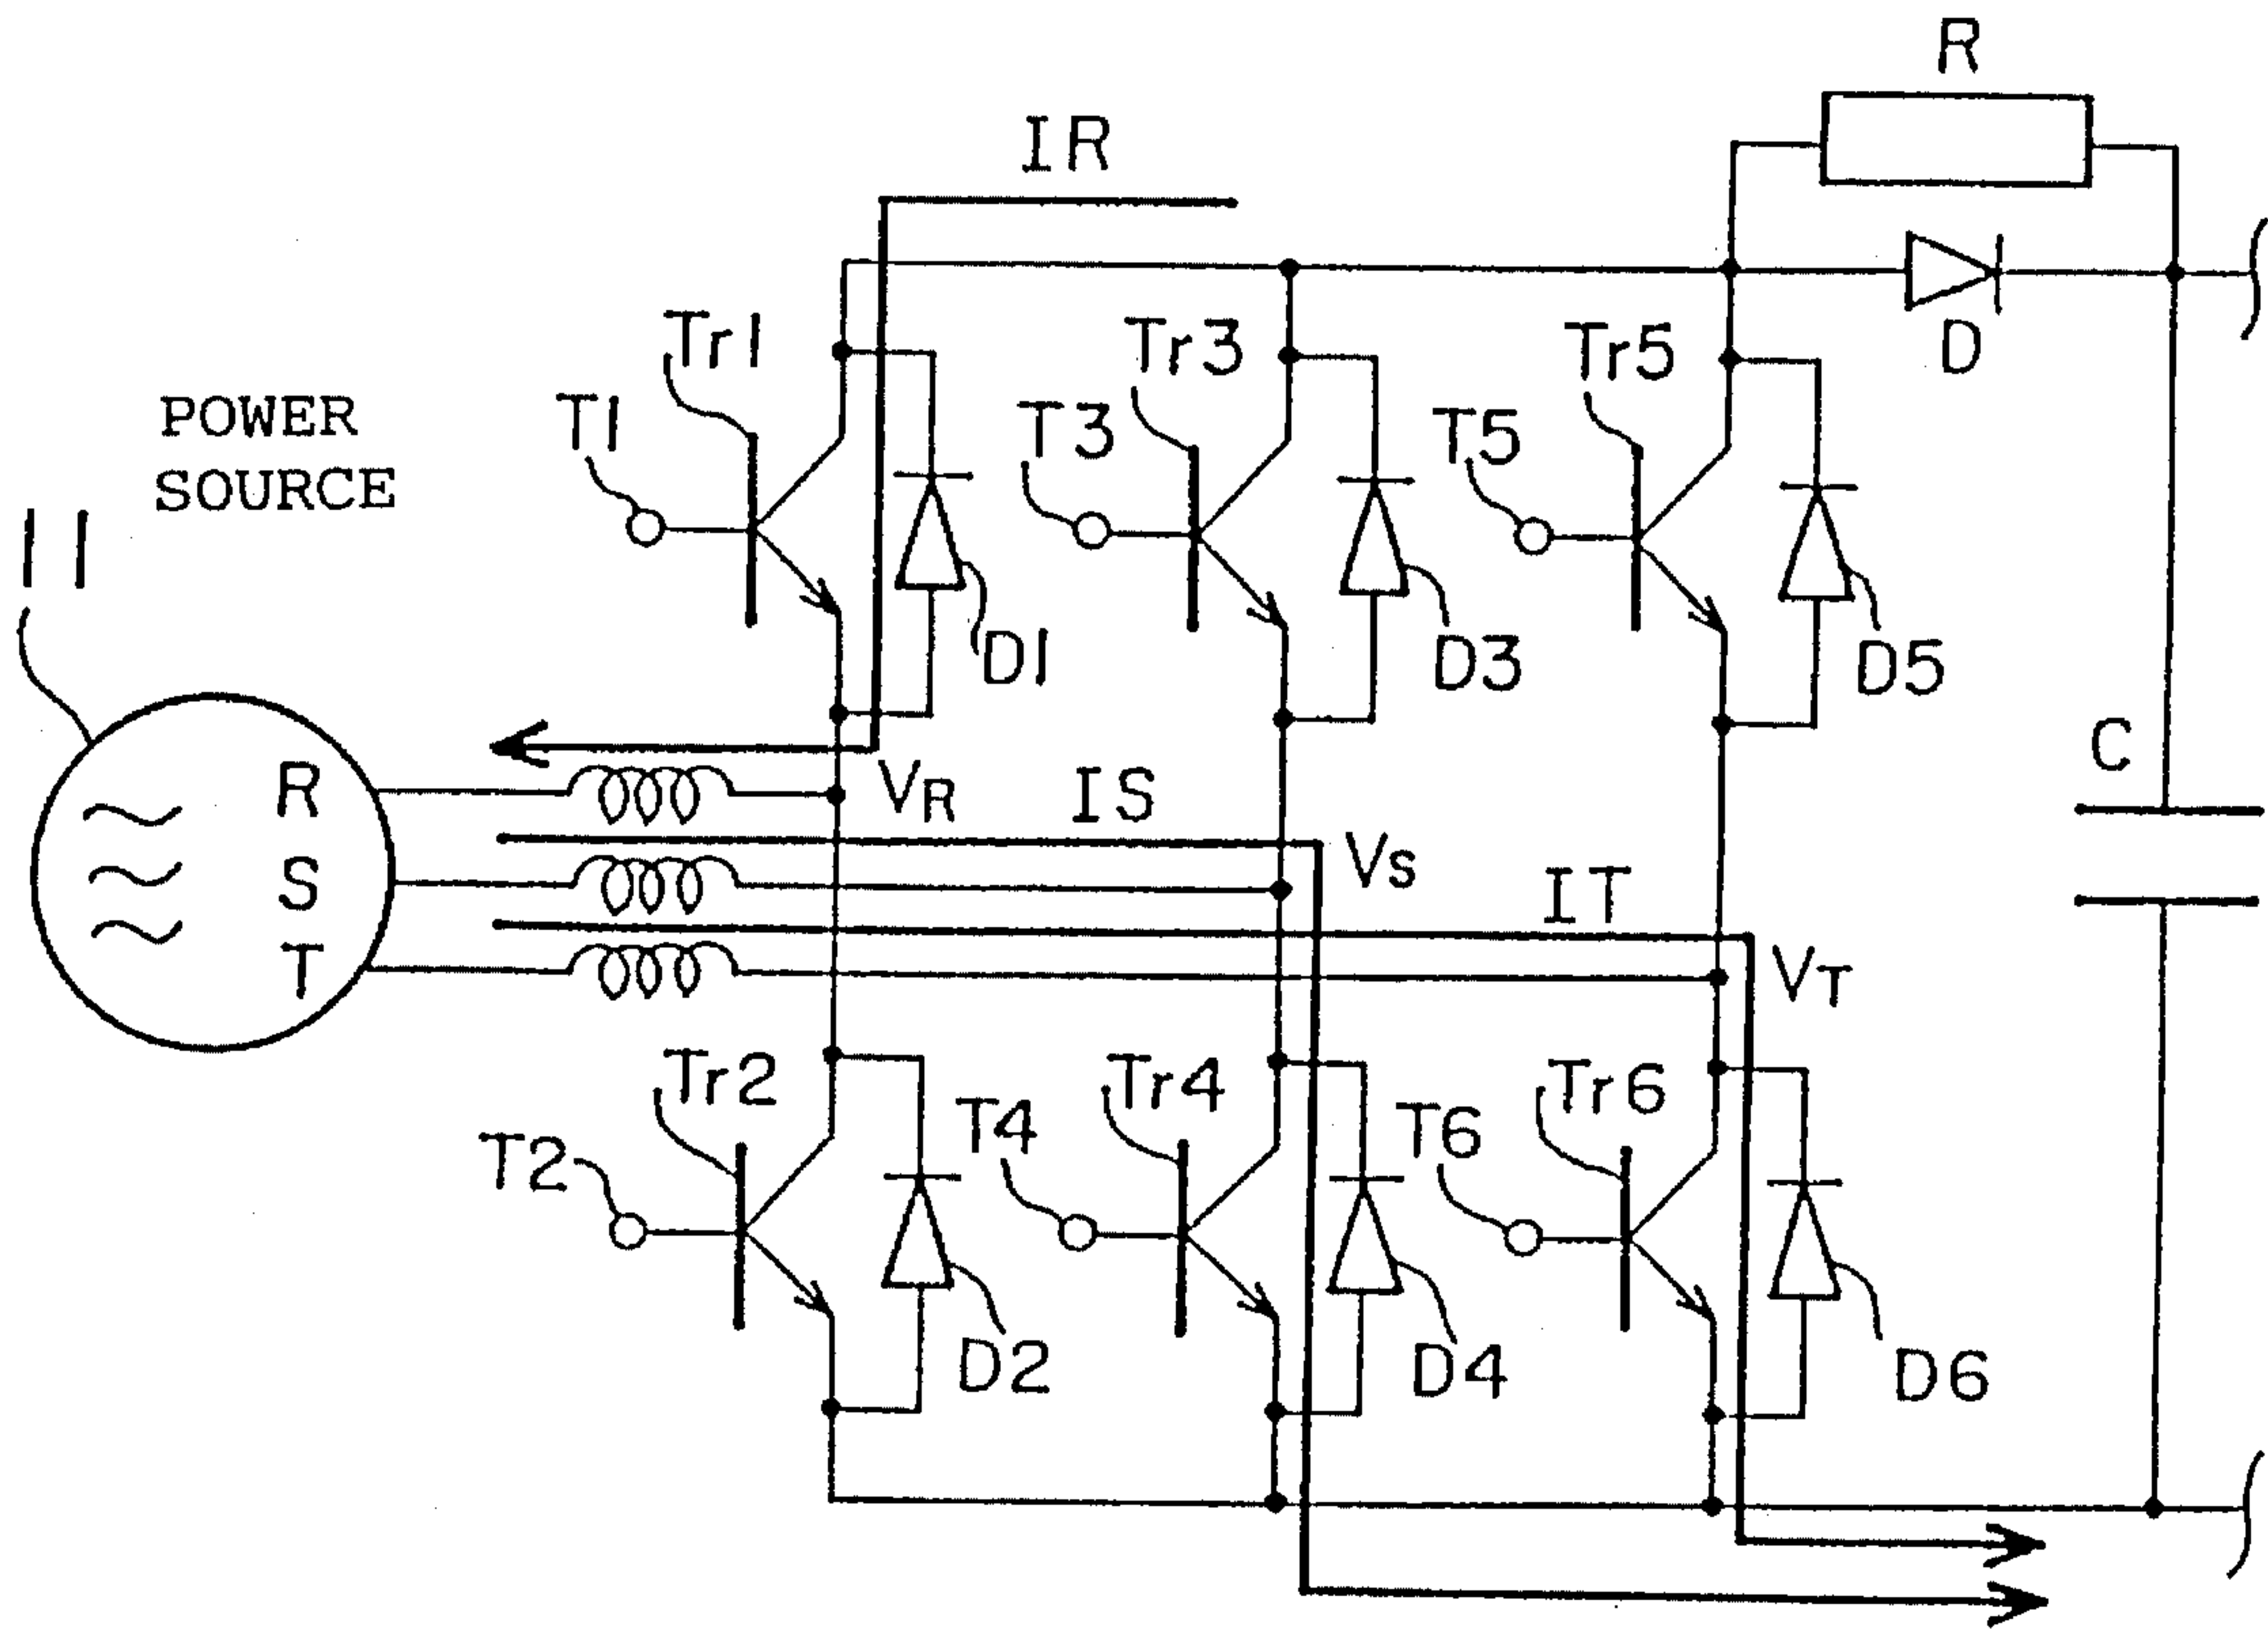 R
IR
Tr1
Tr3
Tr5
D
T1
T3
T5
POWER
SOURCE
11
D1
D3
D5
C
R
VR
IS
S
VS
IT
T
VT
Tr2
Tr4
Tr6
T2
T4
T6
D2
D4
D6